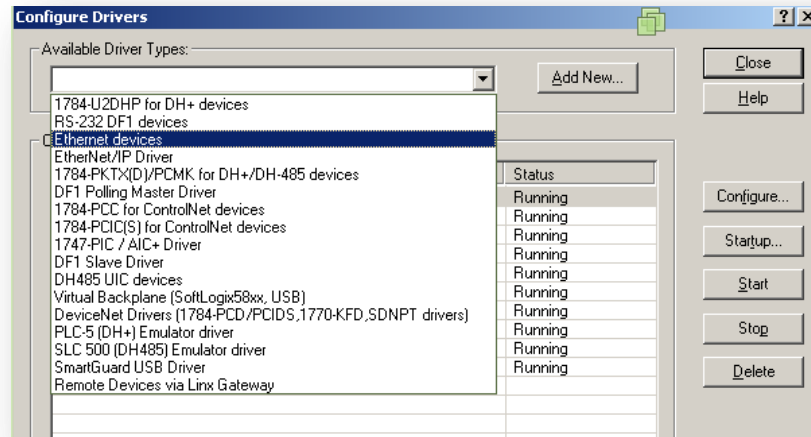 Configure Drivers
Available Driver Types:
Add New...
Close
Help
1784-U2DHP for DH+ devices
RS-232 DF1 devices
Ethernet devices
EtherNet/IP Driver
1784-PKTX(D)/PCMK for DH+/DH-485 devices
DF1 Polling Master Driver
1784-PCC for ControlNet devices
1784-PCIC(S) for ControlNet devices
1747-PIC / AIC+ Driver
DF1 Slave Driver
DH485 UIC devices
Virtual Backplane (SoftLogix58xx, USB)
DeviceNet Drivers (1784-PCD/PCIDS,1770-KFD,SDNPT drivers)
PLC-5 (DH+) Emulator driver
SLC 500 (DH485) Emulator driver
SmartGuard USB Driver
Remote Devices via Linx Gateway
Status
Running
Running
Running
Running
Running
Running
Running
Running
Running
Running
Configure...
Startup...
Start
Stop
Delete